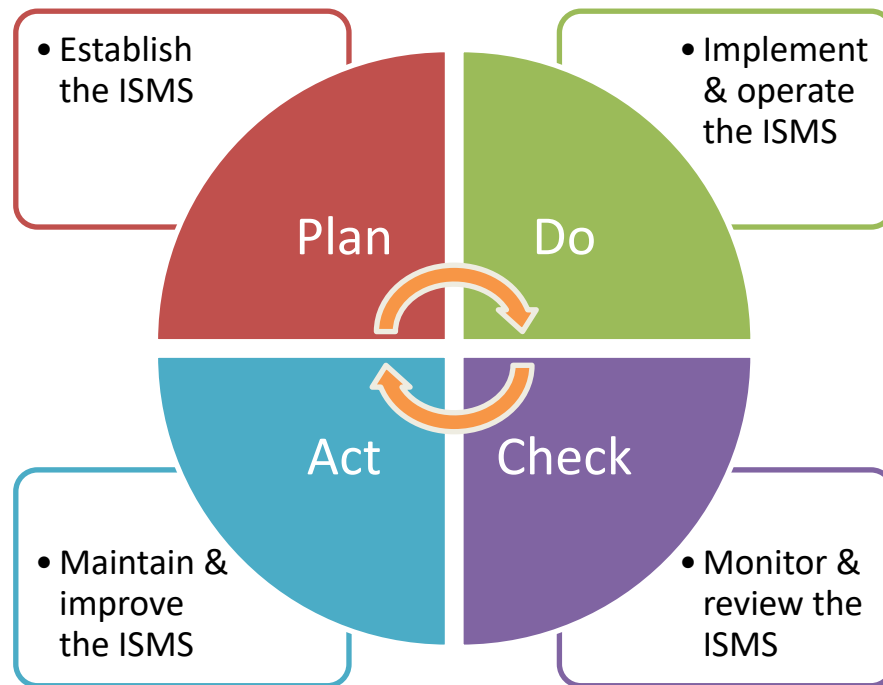 • Establish
the ISMS
• Implement
& operate
the ISMS
Plan
Do
Act
Check
• Maintain &
improve
the ISMS
• Monitor &
review the
ISMS